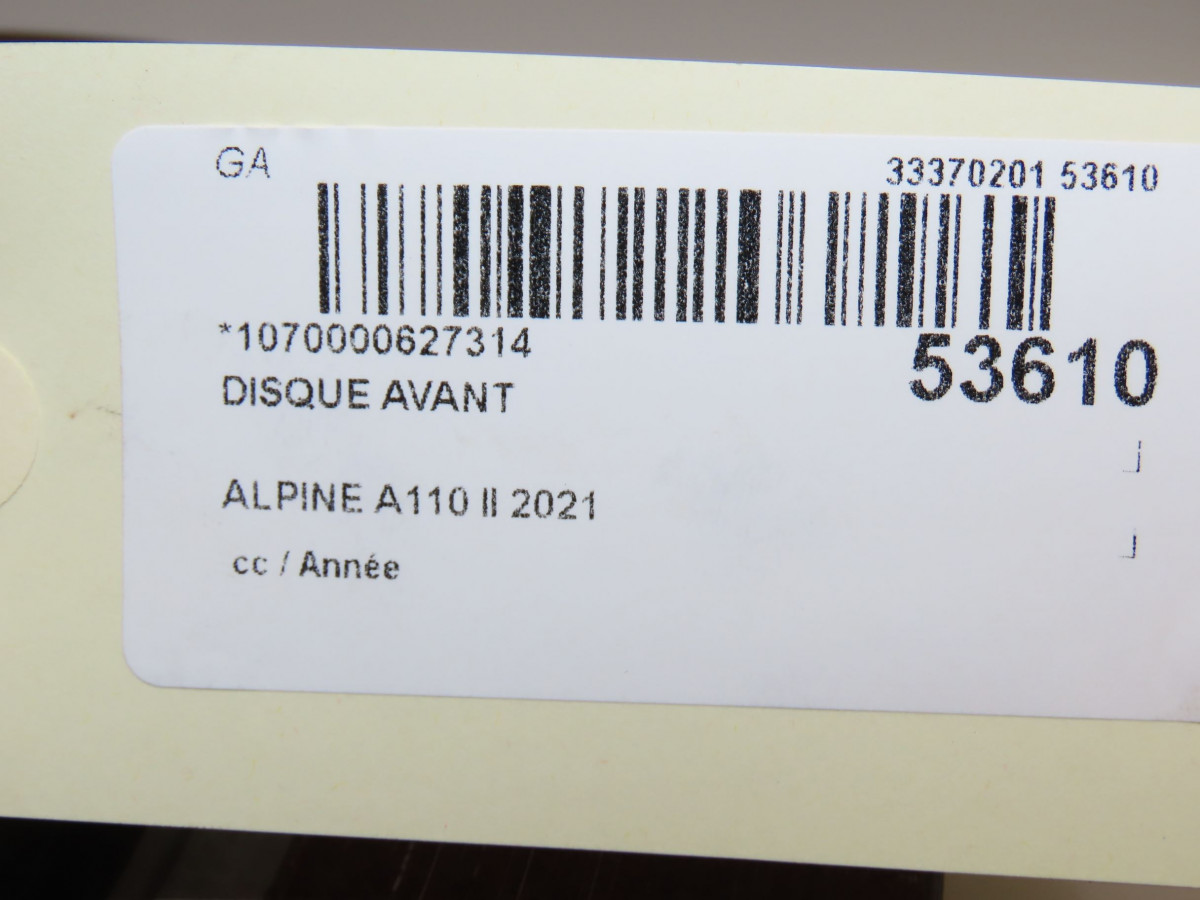 GA
33370201 53610
*1070000627314
53610
DISQUE AVANT
ALPINE A110 II 2021
cc / Année